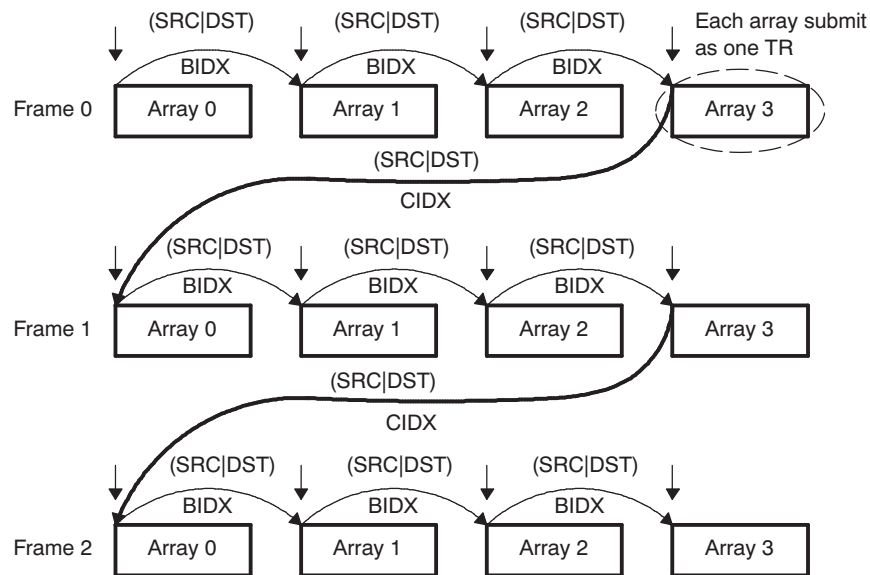 (SRC|DST) (SRC|DST) (SRC|DST) Each array submit
as one TR
BIDX BIDX BIDX
Frame 0 Array 0 Array 1 Array 2 Array 3
(SRC|DST)
CIDX
(SRC|DST) (SRC|DST) (SRC|DST)
BIDX BIDX BIDX
Frame 1 Array 0 Array 1 Array 2 Array 3
(SRC|DST)
CIDX
(SRC|DST) (SRC|DST) (SRC|DST)
BIDX BIDX BIDX
Frame 2 Array 0 Array 1 Array 2 Array 3